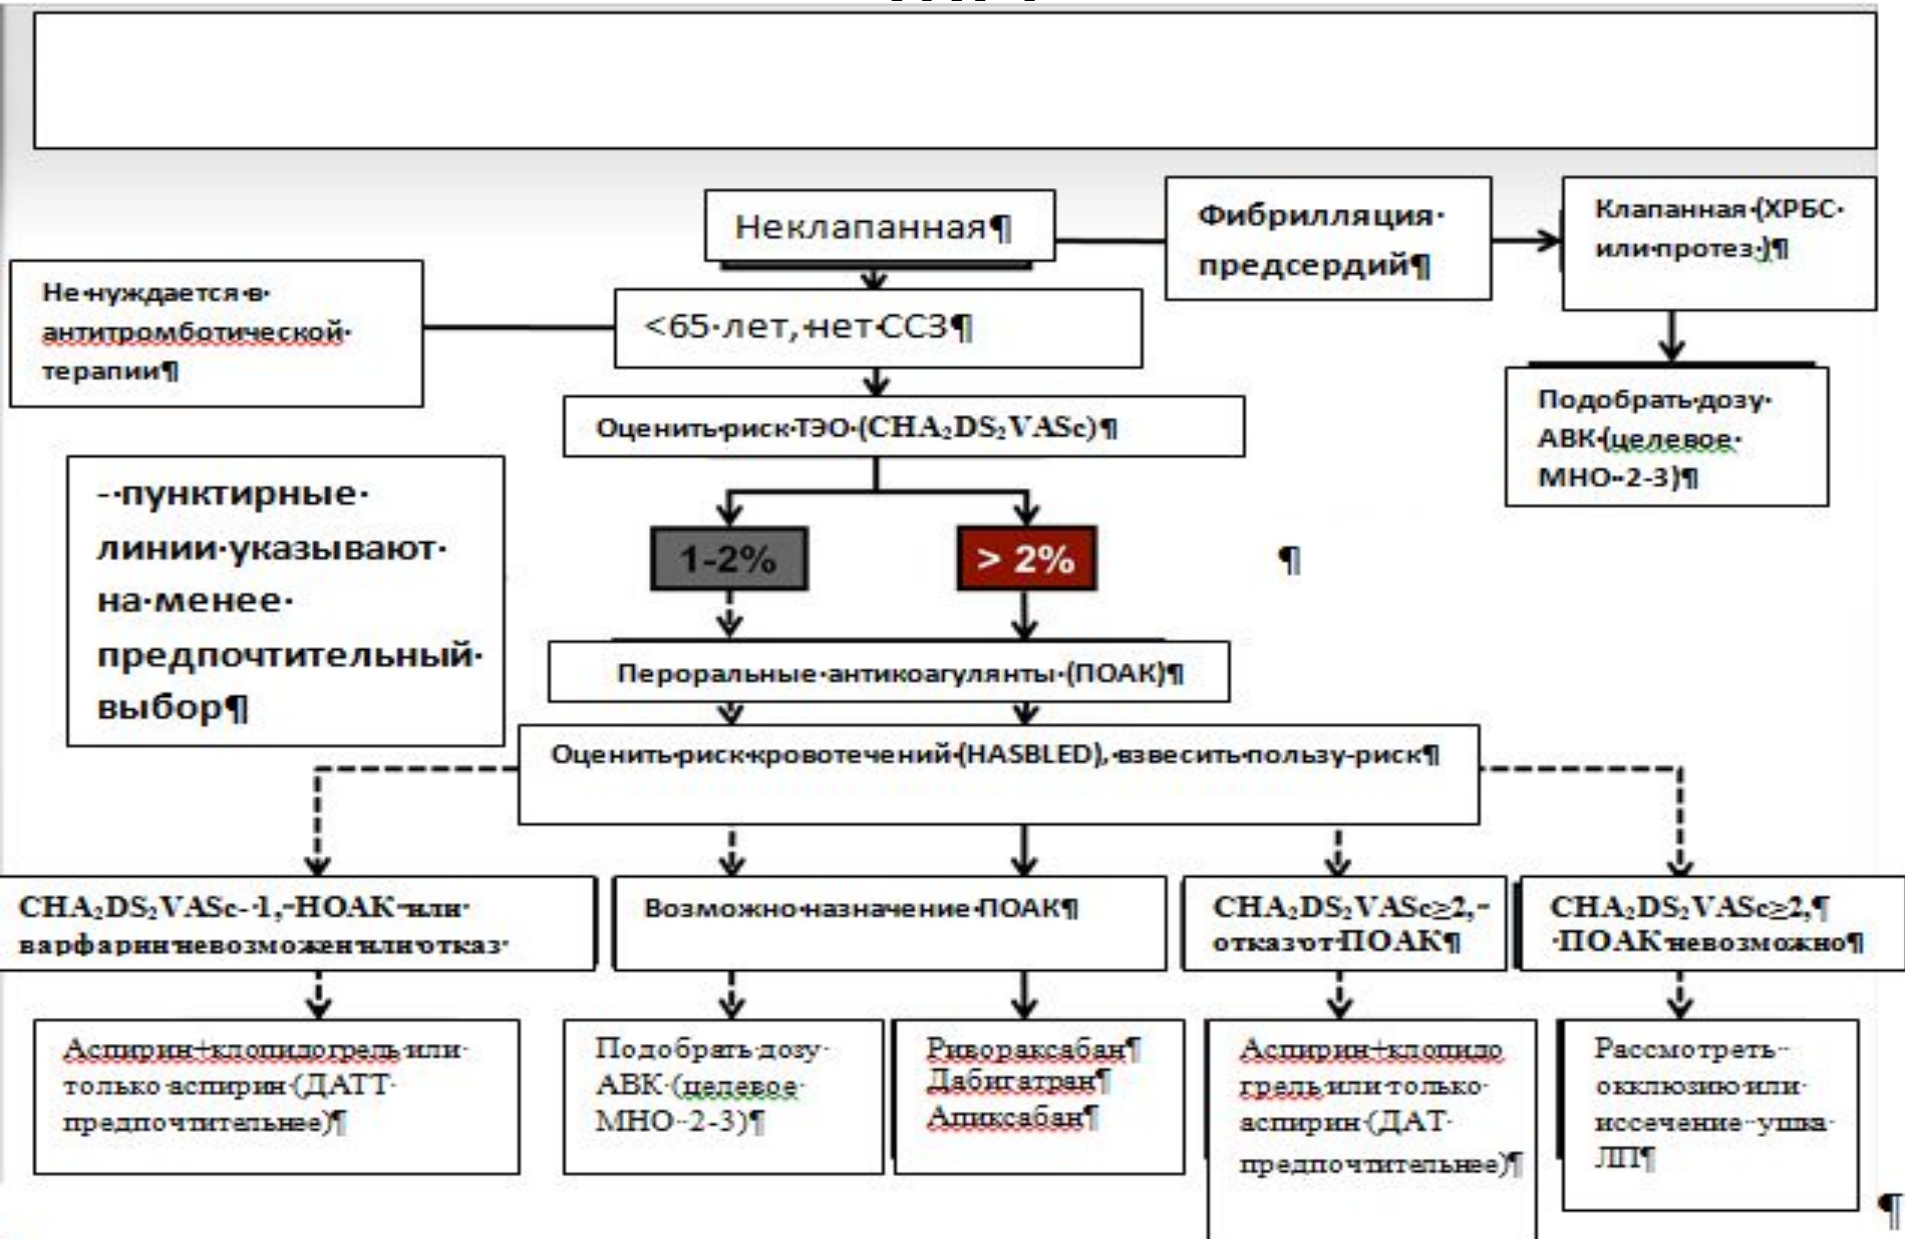 Неклапанная¶
Фибрилляция·
предсердий¶
Клапанная·(ХРБС·
или·протез·)¶
Не·нуждается·в·
антитромботической·
терапии¶
<65·лет,·нет·ССЗ¶
Подобрать·дозу·
АВК·(целевое·
МНО·-2-3)¶
Оценить·риск·ТЭО·(CHA₂DS₂VASc)¶
-·пунктирные·
линии·указывают·
на·менее·
предпочтительный·
выбор¶
1-2%
> 2%
¶
Пероральные·антикоагулянты·(ПОАК)¶
Оценить·риск·кровотечений·(HASBLED),·взвесить·пользу-риск¶
CHA₂DS₂VASc-·1,·НОАК·или·
варфарин·невозможен·или·отказ·
Возможно·назначение·ПОАК¶
CHA₂DS₂VASc≥2,·
отказ·от·ПОАК¶
CHA₂DS₂VASc≥2,¶
·ПОАК·невозможно¶
Аспирин+клопидогрель·или·
только·аспирин·(ДАТТ·
предпочтительнее)¶
Подобрать·дозу·
АВК·(целевое·
МНО·-2-3)¶
Ривораксабан¶
Дабигатран¶
Апиксабан¶
Аспирин+клопидо
грель·или·только·
аспирин·(ДАТ·
предпочтительнее)¶
Рассмотреть·
окклюзию·или·
иссечение··ушка·
ЛП¶
¶